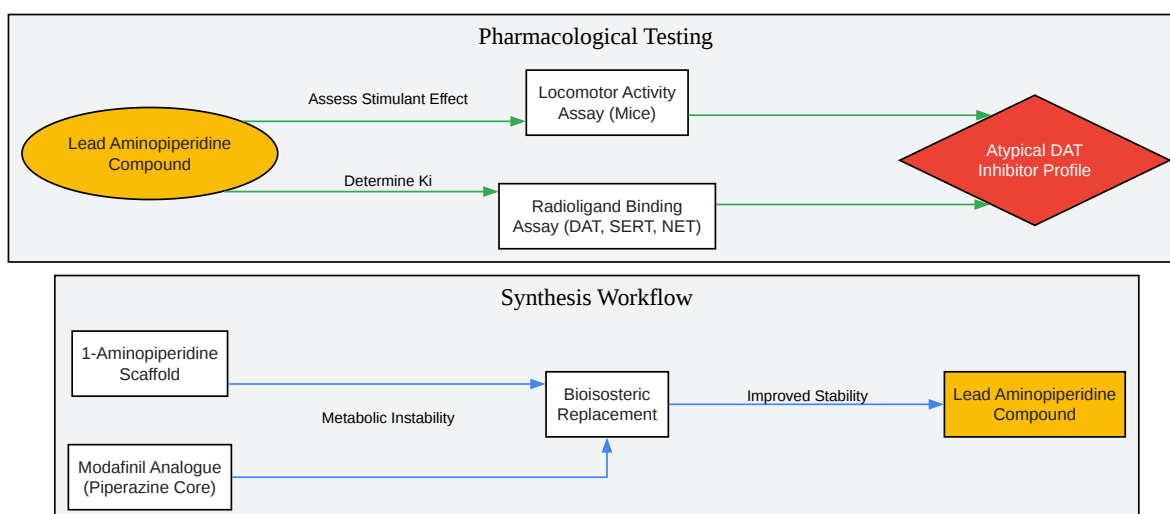 Pharmacological Testing
Assess Stimulant Effect
Locomotor Activity
Assay (Mice)
Lead Aminopiperidine
Compound
Atypical DAT
Inhibitor Profile
Determine Ki
Radioligand Binding
Assay (DAT, SERT, NET)
Synthesis Workflow
1-Aminopiperidine
Scaffold
Metabolic Instability
Modafinil Analogue
(Piperazine Core)
Bioisosteric
Replacement
Improved Stability
Lead Aminopiperidine
Compound